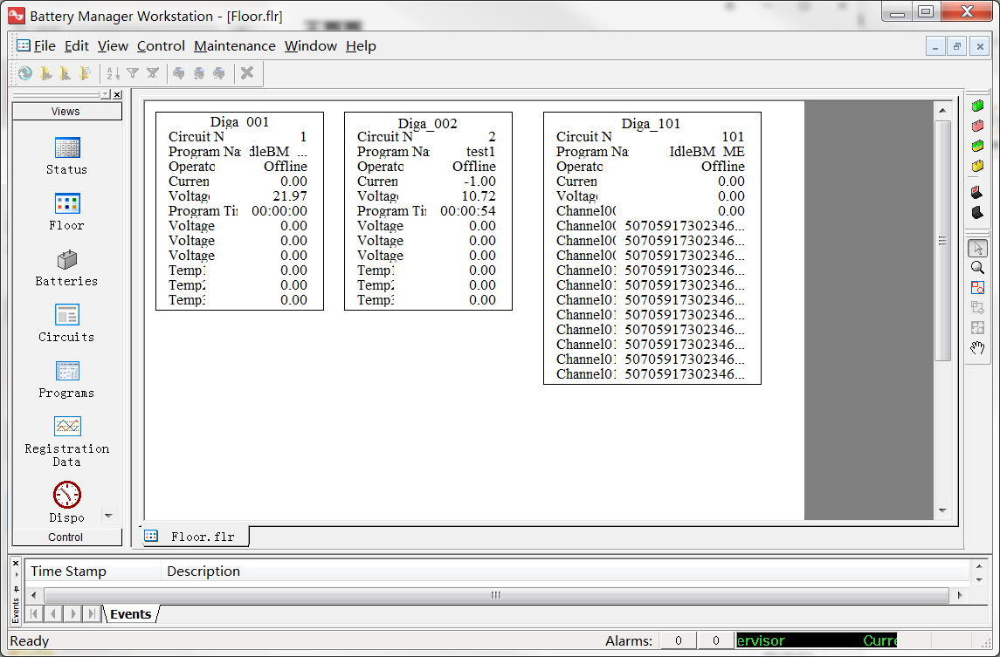 Battery Manager Workstation - [Floor.flr]
File Edit View Control Maintenance Window Help
Views
Status
Floor
Batteries
Circuits
Programs
Registration
Data
Dispo
Control
Diga_001
Circuit N 1
Program Na dleBM ...
Operato Offline
Curren 0.00
Voltage 21.97
Program Ti 00:00:00
Voltage 0.00
Voltage 0.00
Voltage 0.00
Temp1 0.00
Temp2 0.00
Temp3 0.00
Diga_002
Circuit N 2
Program Na test1
Operato Offline
Curren -1.00
Voltage 10.72
Program Ti 00:00:54
Voltage 0.00
Voltage 0.00
Voltage 0.00
Temp1 0.00
Temp2 0.00
Temp3 0.00
Diga_101
Circuit N 101
Program Na IdleBM_ME
Operato Offline
Curren 0.00
Voltage 0.00
Channel00 0.00
Channel00 50705917302346...
Channel00 50705917302346...
Channel00 50705917302346...
Channel01 50705917302346...
Channel01 50705917302346...
Channel01 50705917302346...
Channel01 50705917302346...
Channel01 50705917302346...
Channel01 50705917302346...
Channel01 50705917302346...
Channel01 50705917302346...
Floor.flr
Events
Time Stamp Description
Events
Ready Alarms: 0 0 ervisor Curre